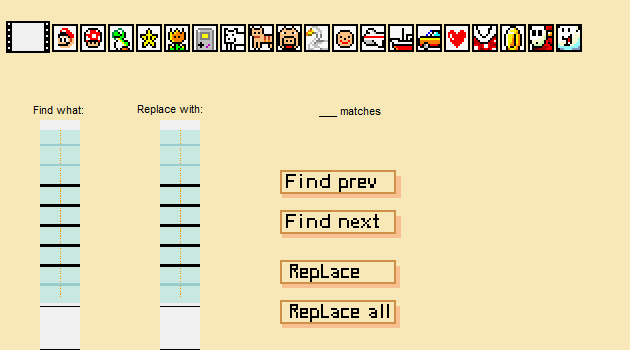 Find what:
Replace with:
___ matches
Find prev
Find next
Replace
Replace all